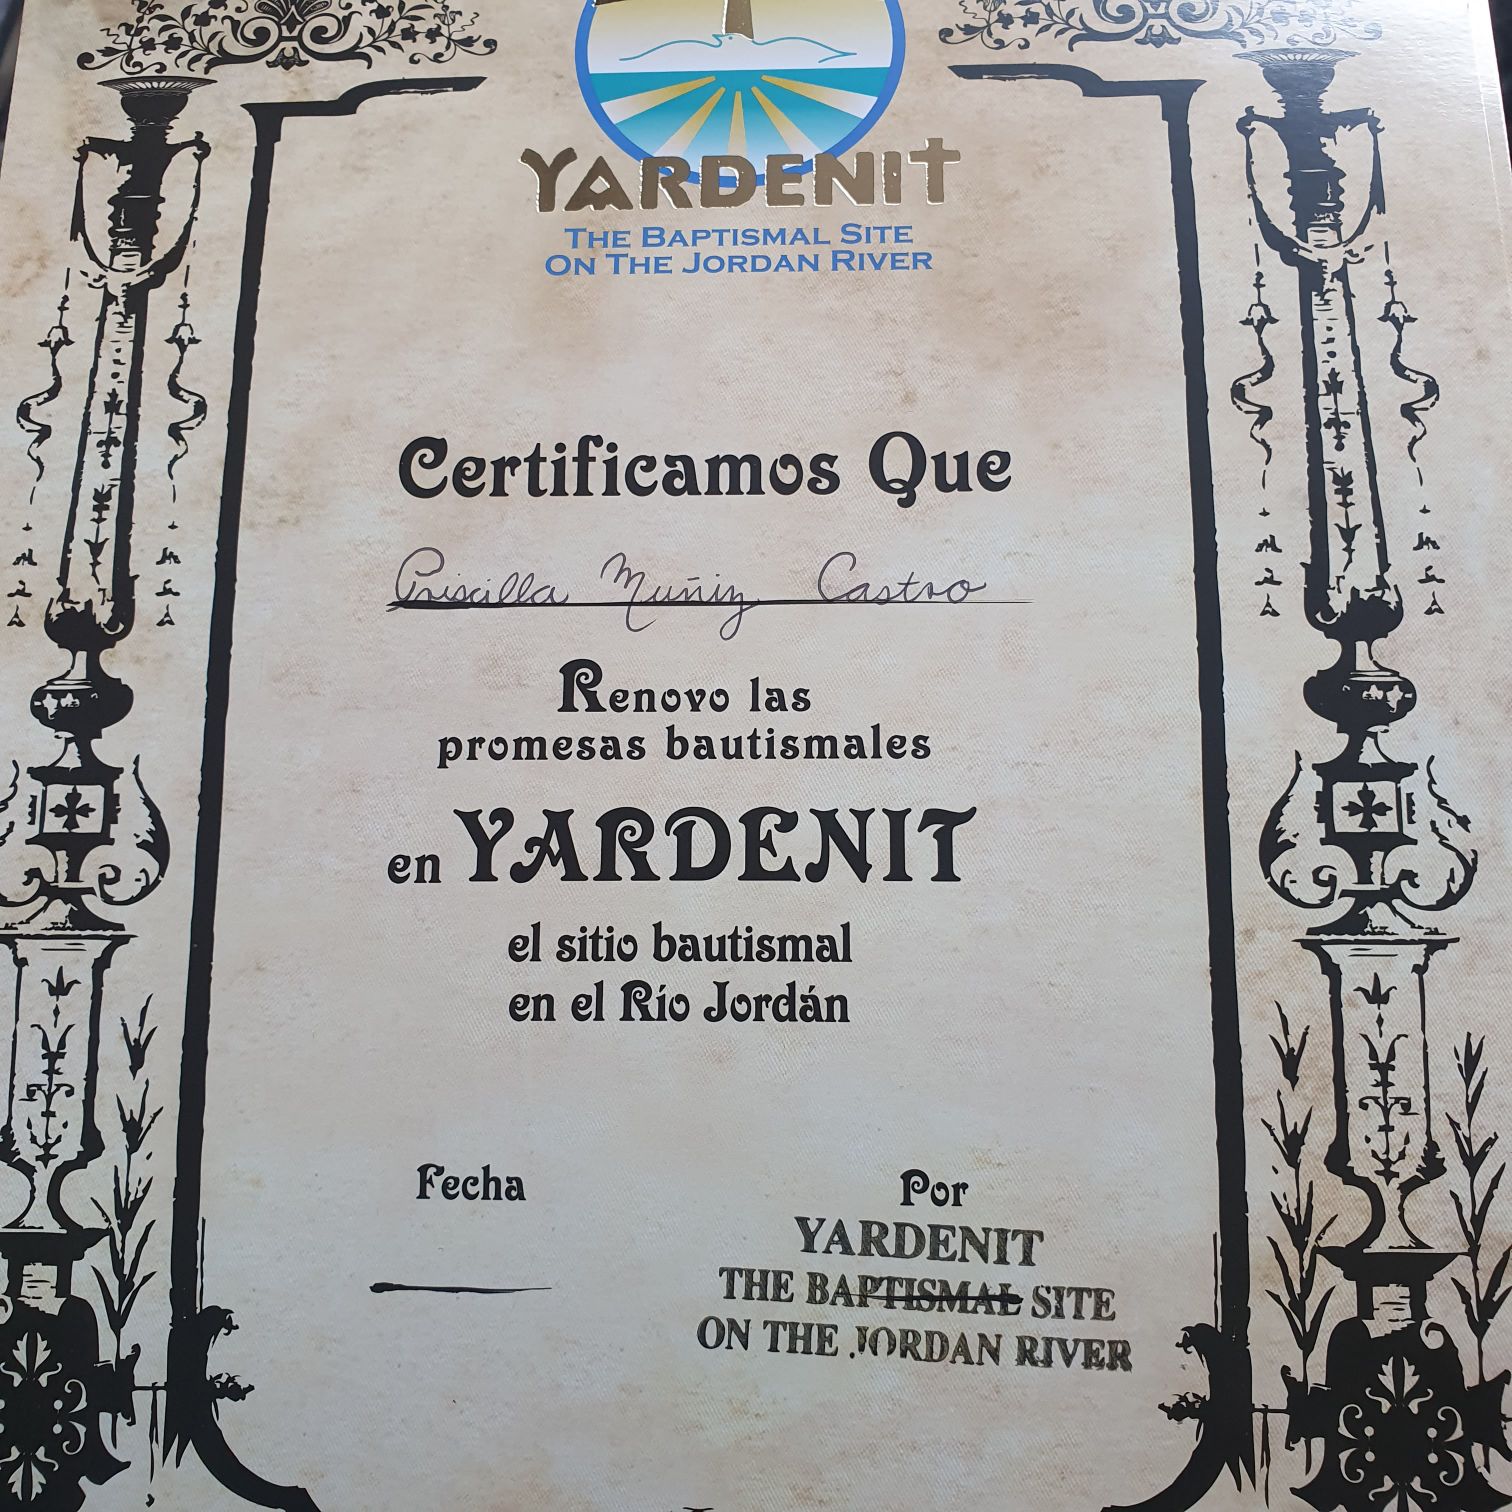 YARDENIT
THE BAPTISMAL SITE
ON THE JORDAN RIVER
Certificamos Que
Priscilla Muñiz Castro
Renovo las
promesas bautismales
en YARDENIT
el sitio bautismal
en el Río Jordán
Fecha
Por
YARDENIT
THE BAPTISMAL SITE
ON THE JORDAN RIVER